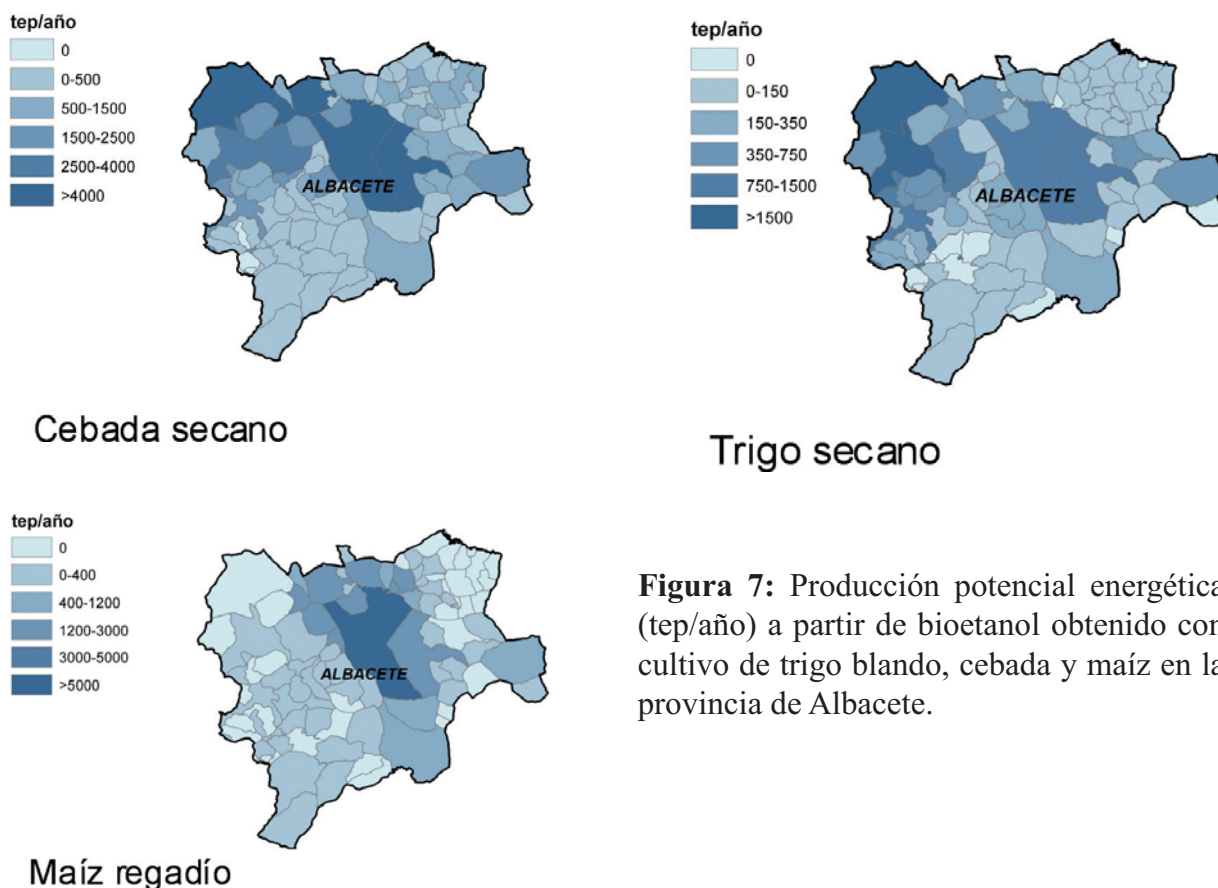 tep/año
0
0-500
500-1500
1500-2500
2500-4000
>4000
ALBACETE
Cebada secano
tep/año
0
0-150
150-350
350-750
750-1500
>1500
ALBACETE
Trigo secano
tep/año
0
0-400
400-1200
1200-3000
3000-5000
>5000
ALBACETE
Maíz regadío
Figura 7: Producción potencial energética
(tep/año) a partir de bioetanol obtenido con
cultivo de trigo blando, cebada y maíz en la
provincia de Albacete.